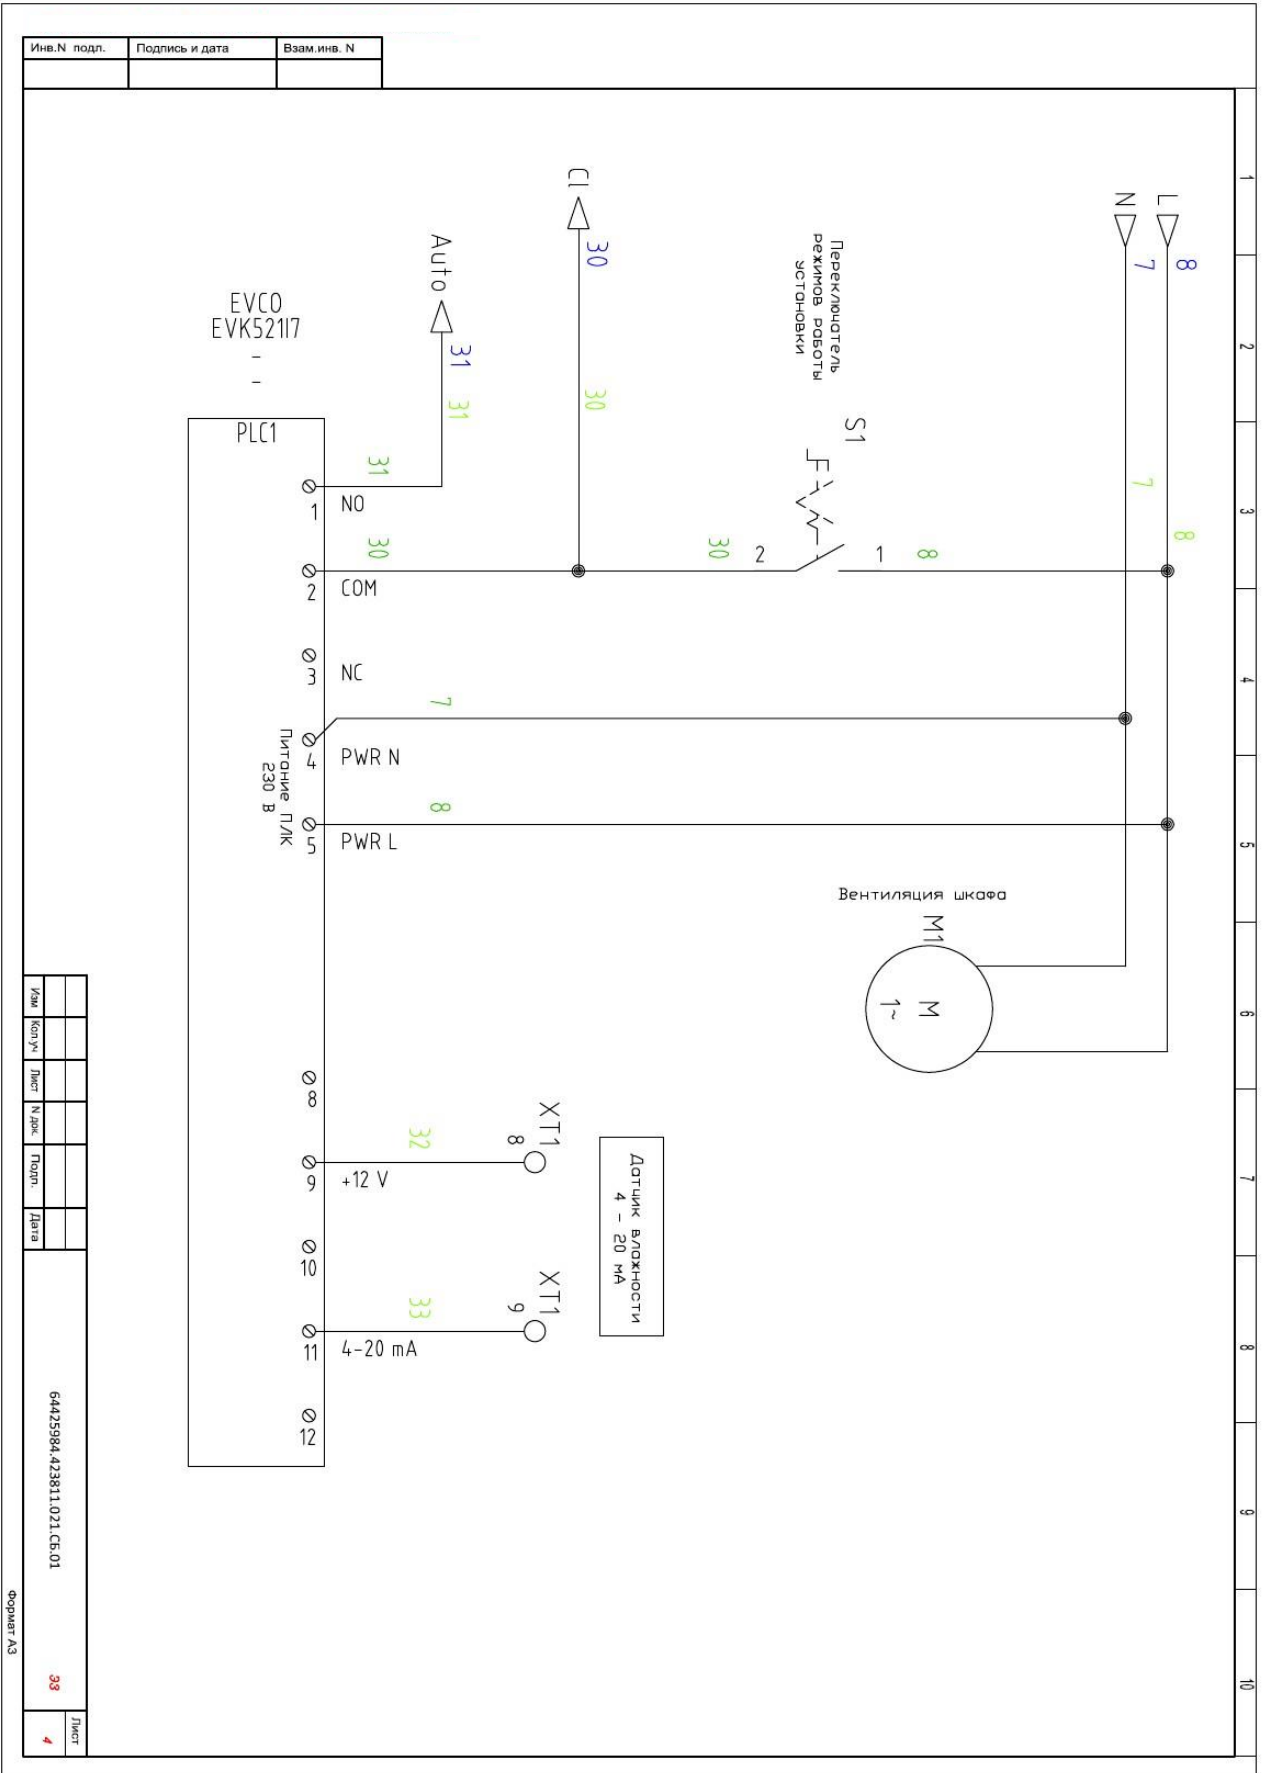 Инв.N подл.
Подпись и дата
Взам.инв. N
1
2
3
4
5
6
7
8
9
10
L
8
N
7
8
7
Переключатель
режимов работы
установки
S1
1
2
8
30
Cl
30
30
Auto
31
31
EVCO
EVK521I7
-
-
PLC1
31
1
NO
30
2
COM
3
NC
7
4
PWR N
8
5
PWR L
Питание ПЛК
230 В
Вентиляция шкафа
M1
M
1~
8
XT1
8
32
9
+12 V
10
XT1
9
33
11
4-20 mA
12
Датчик влажности
4 - 20 мА
Изм
Кол.уч
Лист
N док.
Подп.
Дата
64425984.423811.021.СБ.01
ЭЗ
Лист
4
Формат А3